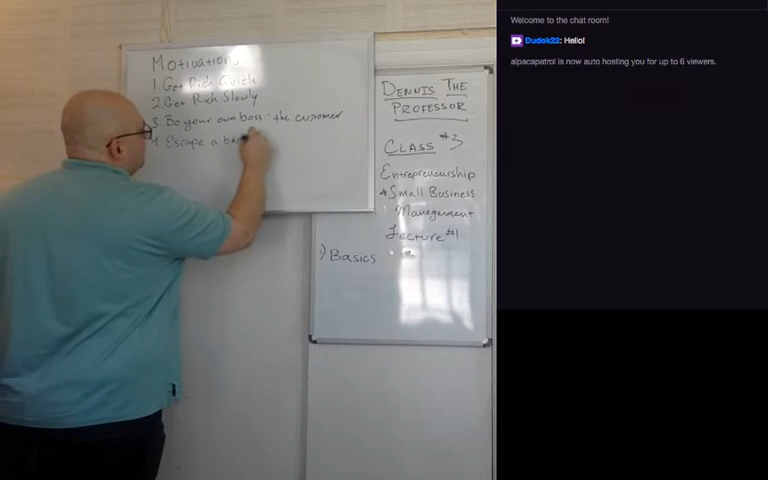 Motivation
1 Get Rich Quick
2 Get Rich Slowly
3 Be your own boss - the customer
4. Escape a
DENNIS THE
PROFESSOR
CLASS #3
Entrepreneurship
& Small Business
Management
Lecture #1
1) Basics
Welcome to the chat room!
Dudek22: Hello!
alpacapatrol is now auto hosting you for up to 6 viewers.